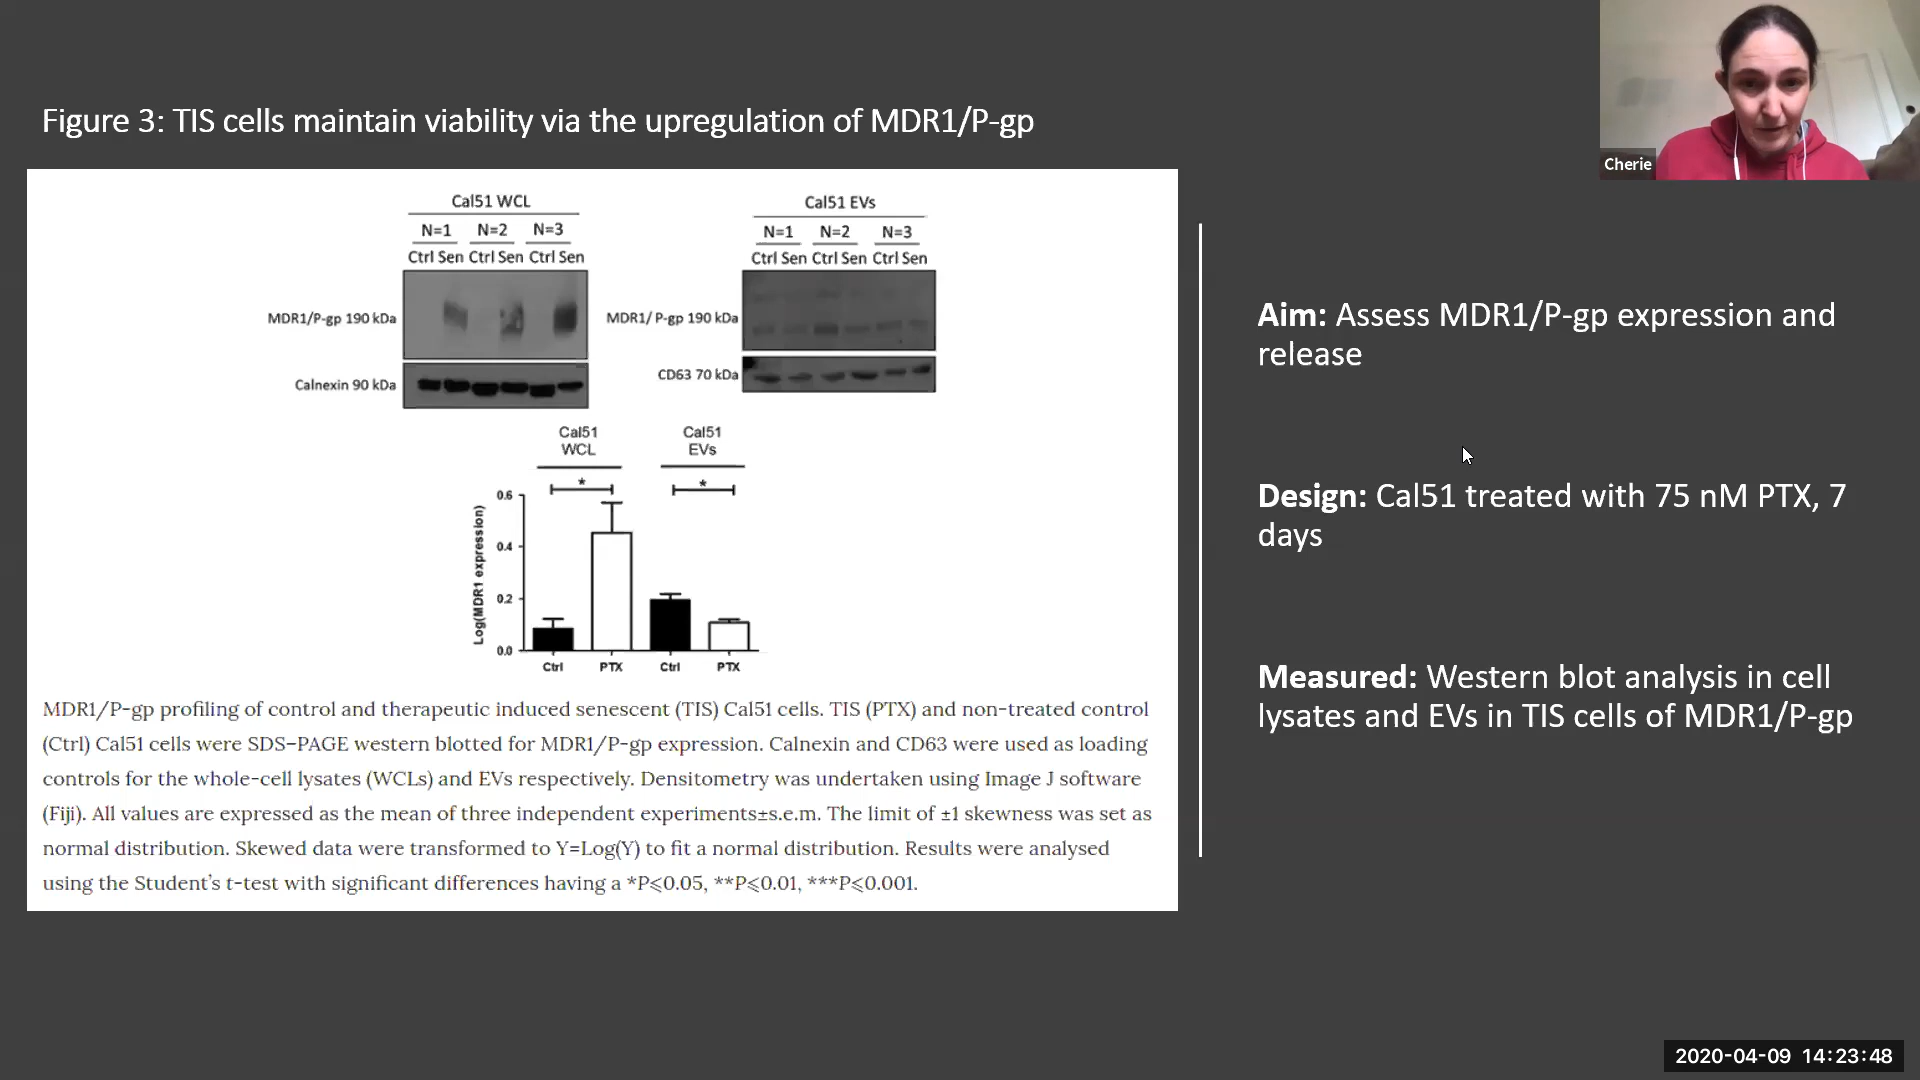 Figure 3: TIS cells maintain viability via the upregulation of MDR1/P-gp
Cherie
Cal51 WCL
N=1 N=2 N=3
Ctrl Sen Ctrl Sen Ctrl Sen
MDR1/P-gp 190 kDa
Calnexin 90 kDa
Cal51 EVs
N=1 N=2 N=3
Ctrl Sen Ctrl Sen Ctrl Sen
MDR1/ P-gp 190 kDa
CD63 70 kDa
Cal51
WCL
Cal51
EVs
* *
Log(MDR1 expression)
0.6
0.4
0.2
0.0
Ctrl PTX Ctrl PTX
MDR1/P-gp profiling of control and therapeutic induced senescent (TIS) Cal51 cells. TIS (PTX) and non-treated control
(Ctrl) Cal51 cells were SDS–PAGE western blotted for MDR1/P-gp expression. Calnexin and CD63 were used as loading
controls for the whole-cell lysates (WCLs) and EVs respectively. Densitometry was undertaken using Image J software
(Fiji). All values are expressed as the mean of three independent experiments±s.e.m. The limit of ±1 skewness was set as
normal distribution. Skewed data were transformed to Y=Log(Y) to fit a normal distribution. Results were analysed
using the Student’s t-test with significant differences having a *P⩽0.05, **P⩽0.01, ***P⩽0.001.
Aim: Assess MDR1/P-gp expression and
release
Design: Cal51 treated with 75 nM PTX, 7
days
Measured: Western blot analysis in cell
lysates and EVs in TIS cells of MDR1/P-gp
2020-04-09 14:23:48